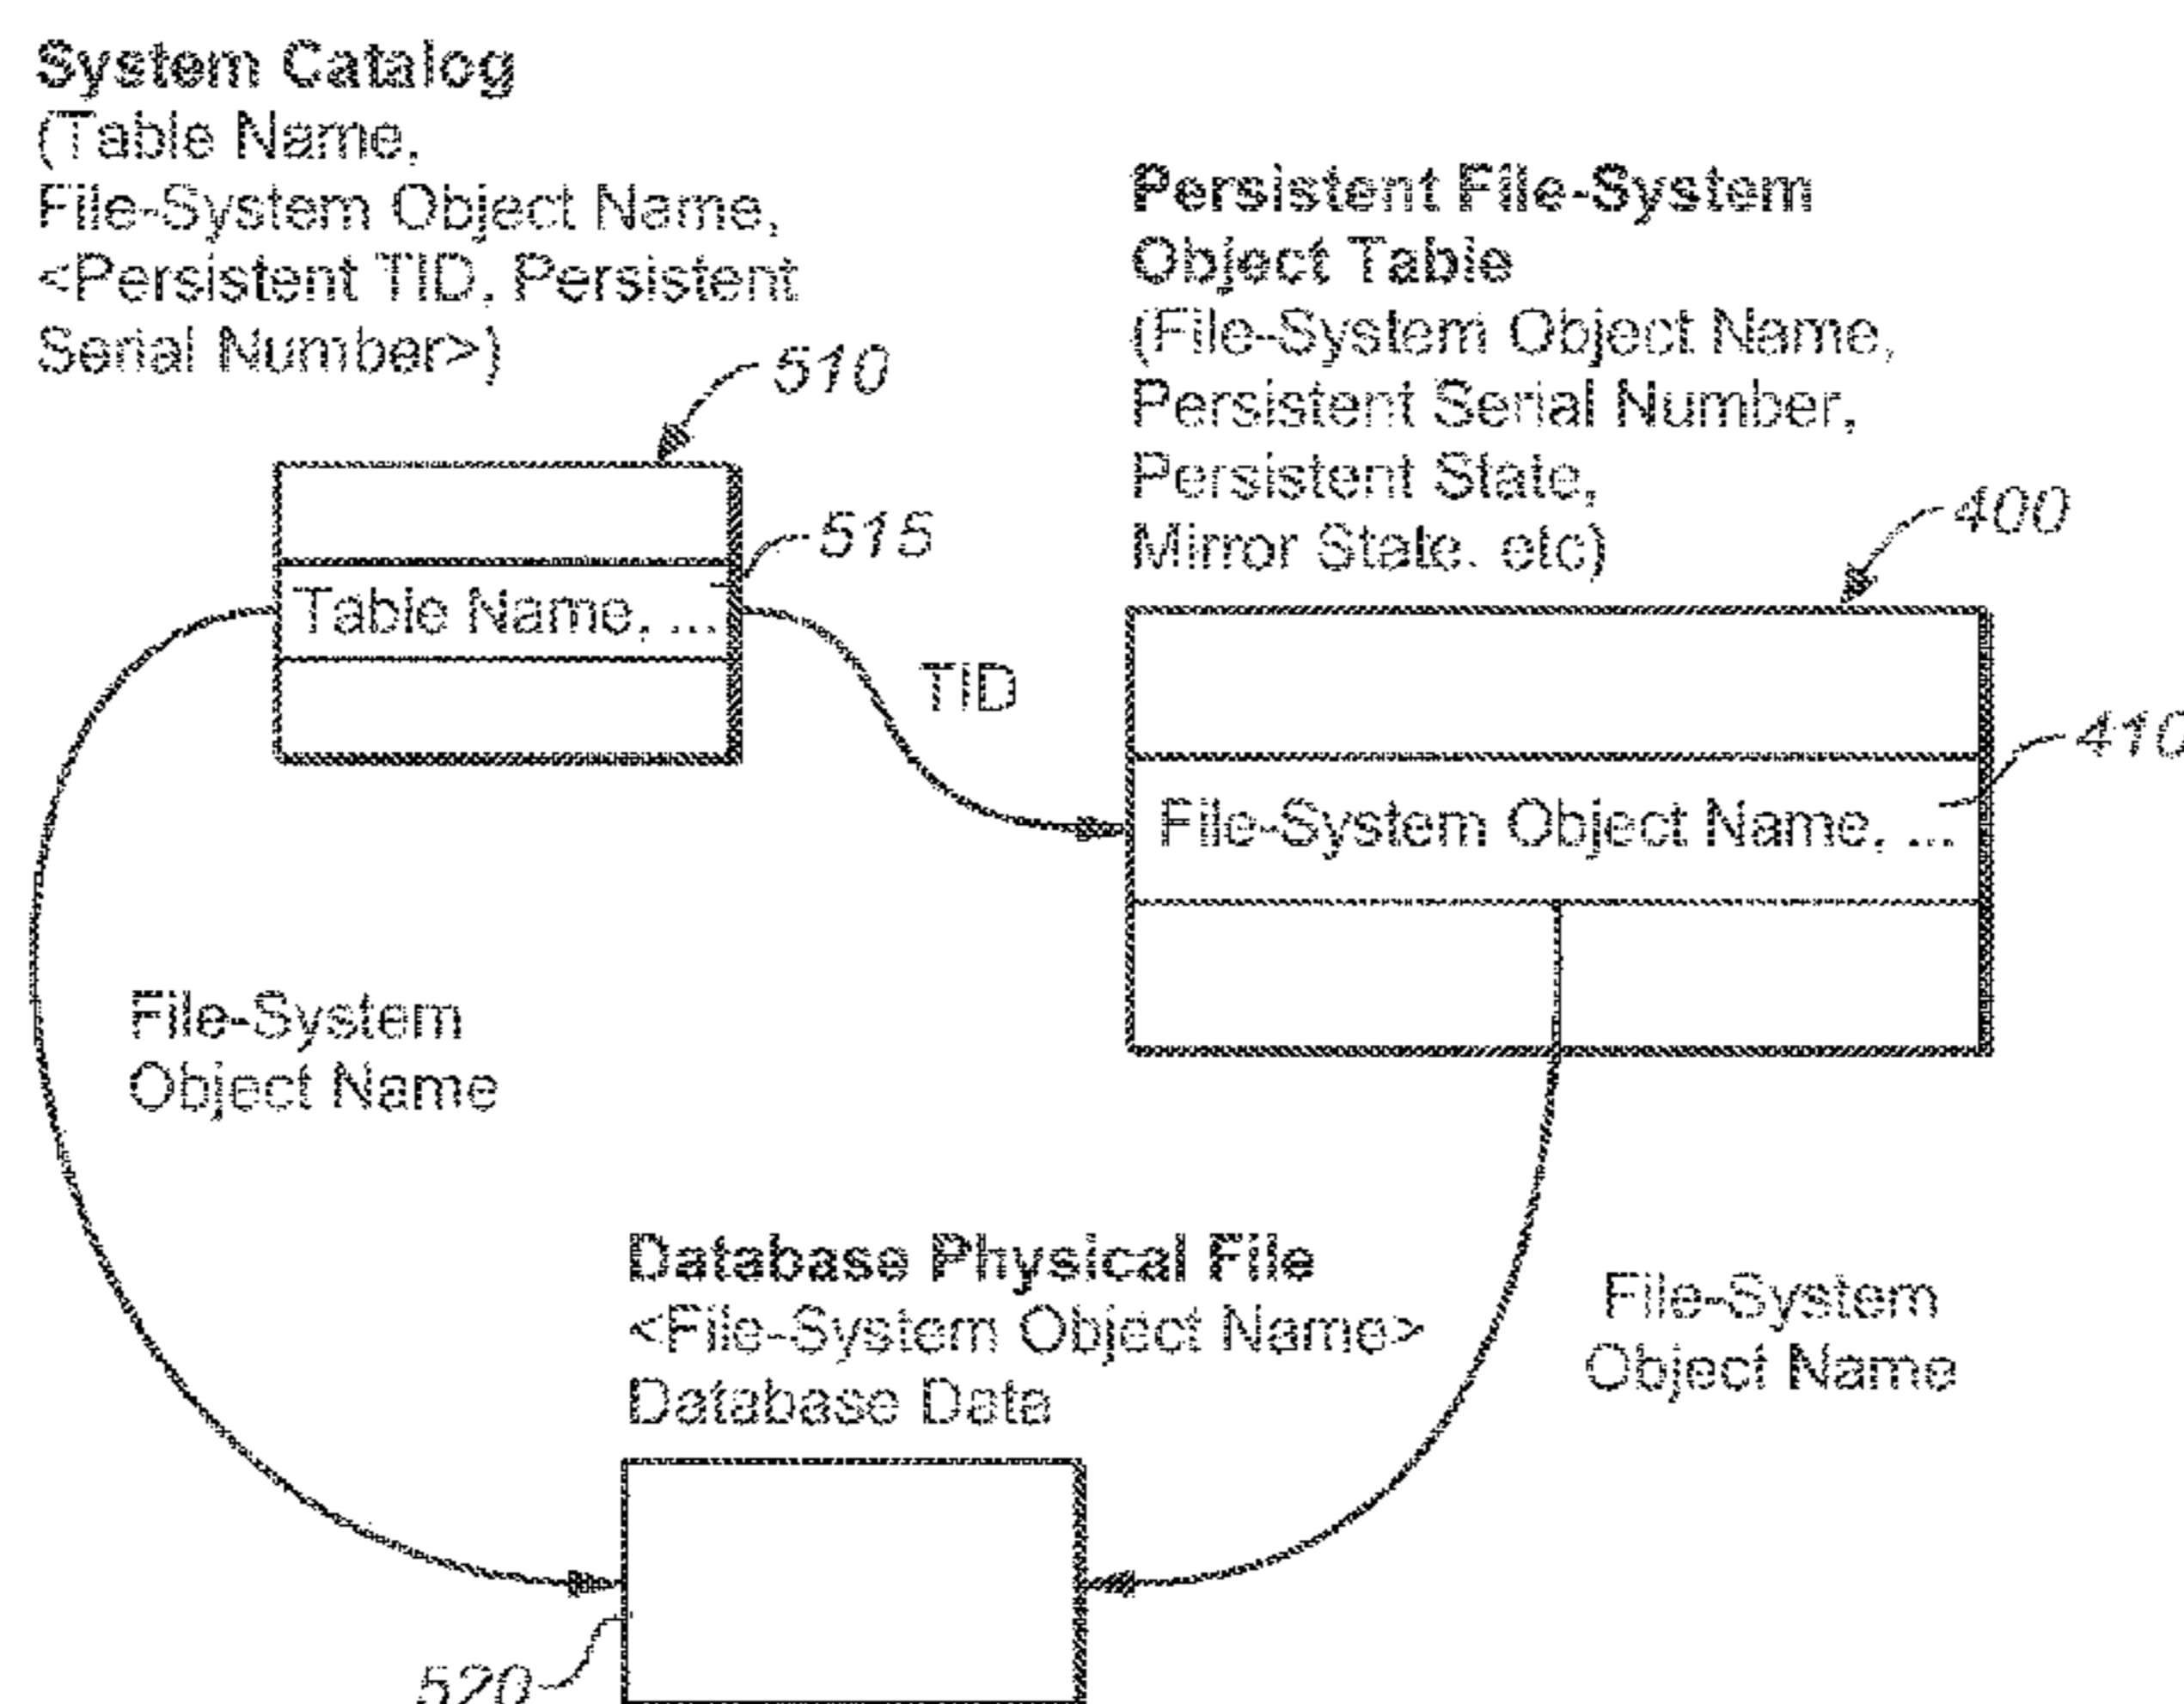 System Catalog
(Table Name,
File-System Object Name,
<Persistent TID, Persistent
Serial Number>)
510
515
Table Name, ...
TID
Persistent File-System
Object Table
(File-System Object Name,
Persistent Serial Number,
Persistent State,
Mirror State. etc)
400
410
File-System Object Name, ...
File-System
Object Name
Database Physical File
<File-System Object Name>
Database Data
File-System
Object Name
520